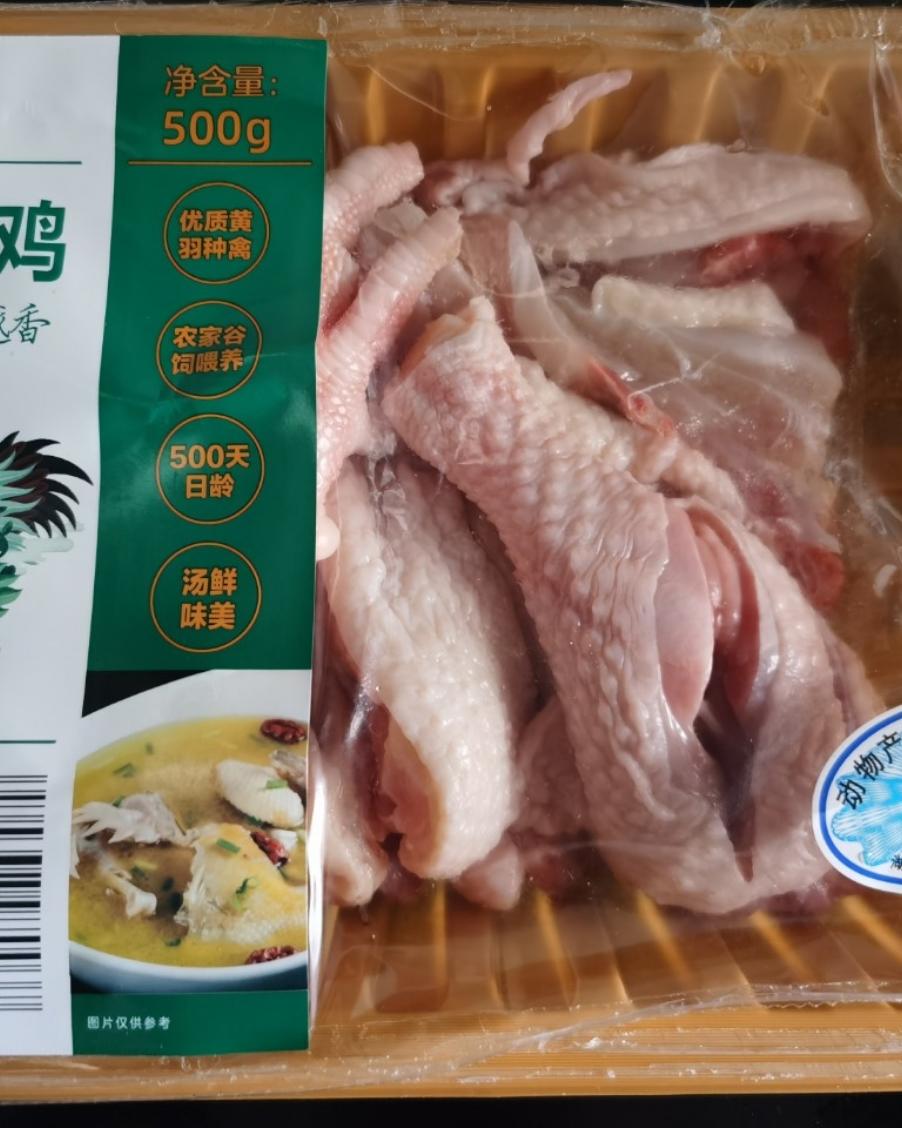 净含量:
500g
优质黄
羽种禽
农家谷
饲喂养
500天
日龄
汤鲜
味美
鸡
香
图片仅供参考
动物产